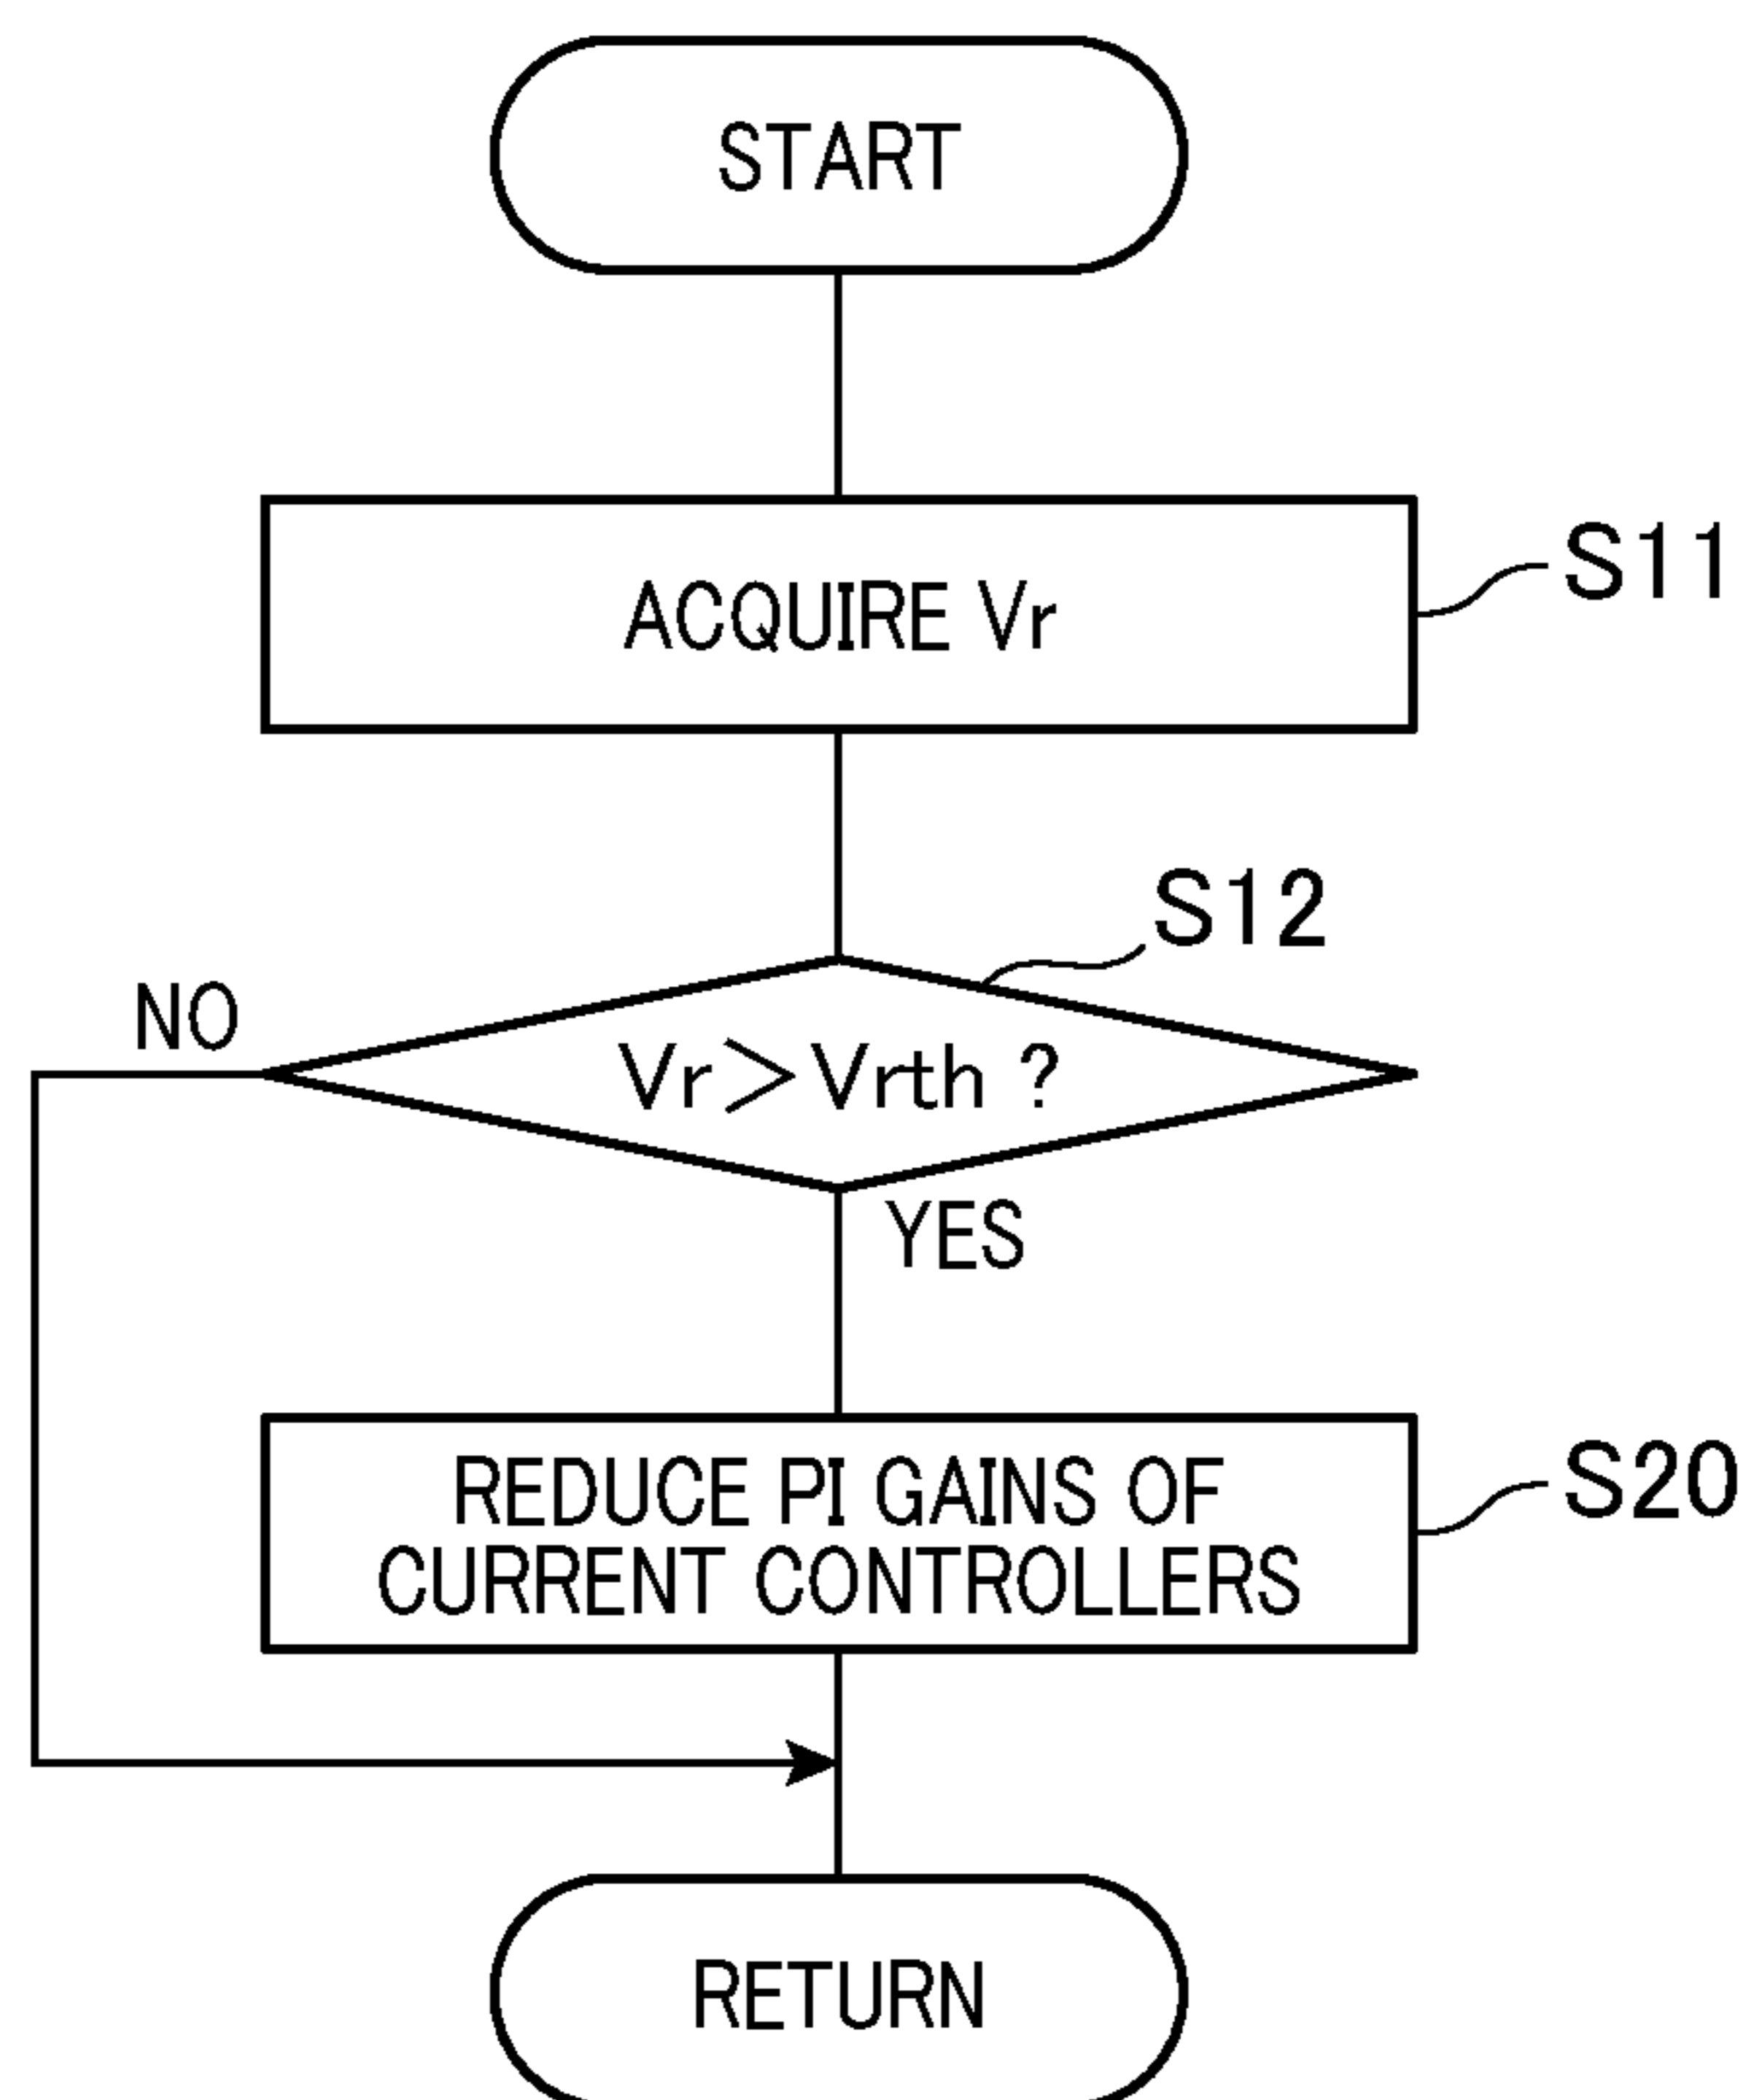 START
ACQUIRE Vr
S11
S12
NO
Vr＞Vrth ?
YES
REDUCE PI GAINS OF
CURRENT CONTROLLERS
S20
RETURN